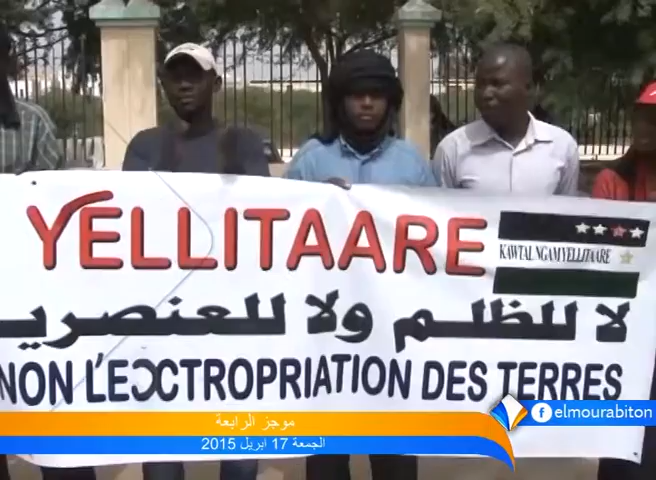 YELLITAARE
KAWTAL NGAM YELLITAARE
لا للظلم ولا للعنصرية
NON L'EXCTROPRIATION DES TERRES
elmourabiton
موجز الرابعة
الجمعة 17 ابريل 2015